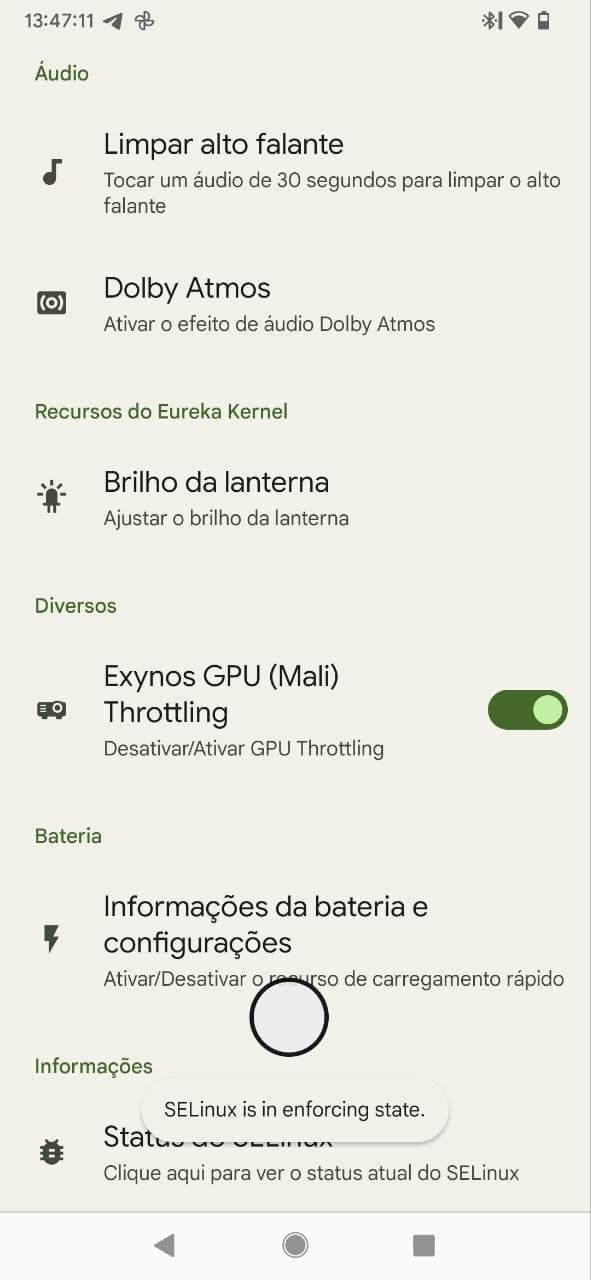 13:47:11
Áudio
Limpar alto falante
Tocar um áudio de 30 segundos para limpar o alto
falante
Dolby Atmos
Ativar o efeito de áudio Dolby Atmos
Recursos do Eureka Kernel
Brilho da lanterna
Ajustar o brilho da lanterna
Diversos
Exynos GPU (Mali)
Throttling
Desativar/Ativar GPU Throttling
Bateria
Informações da bateria e
configurações
Ativar/Desativar o recurso de carregamento rápido
Informações
SELinux is in enforcing state.
Status do SELinux
Clique aqui para ver o status atual do SELinux